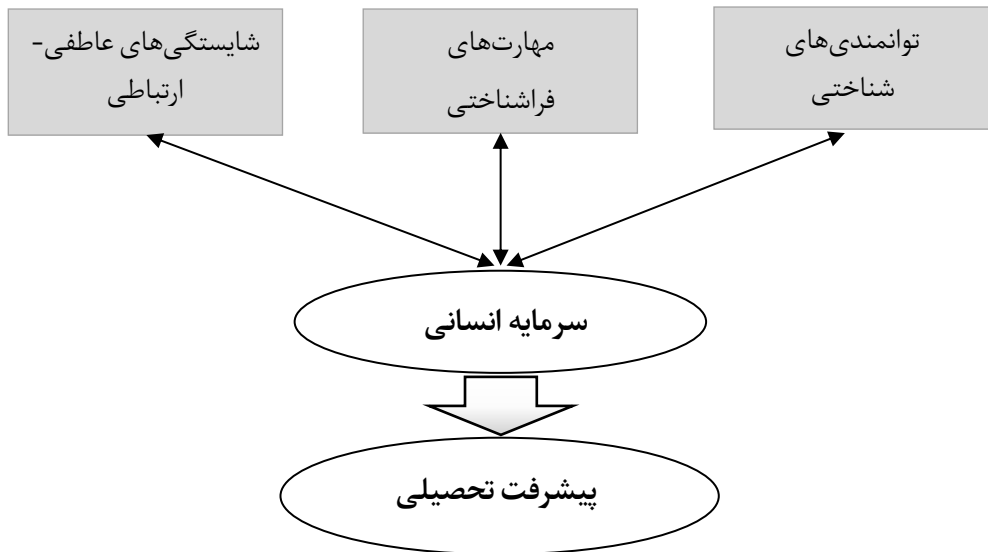 توانمندی‌های
شناختی
مهارت‌های
فراشناختی
شایستگی‌های عاطفی-
ارتباطی
سرمایه انسانی
پیشرفت تحصیلی